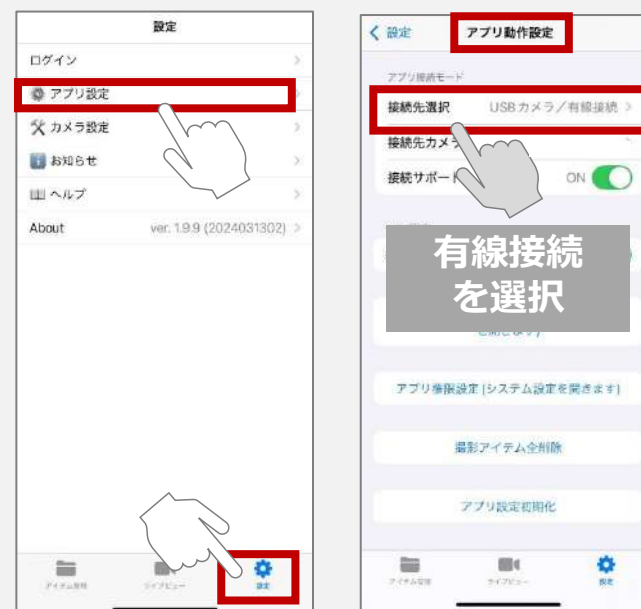 設定
ログイン
アプリ設定
カメラ設定
お知らせ
ヘルプ
About ver. 1.9.9 (2024031302)
アイテム管理
ライブビュー
設定
設定
アプリ動作設定
アプリ接続モード
接続先選択 USBカメラ／有線接続
接続先カメラ
接続サポート ON
有線接続
を選択
を開きます)
アプリ権限設定 (システム設定を開きます)
撮影アイテム全削除
アプリ設定初期化
アイテム管理
ライブビュー
設定